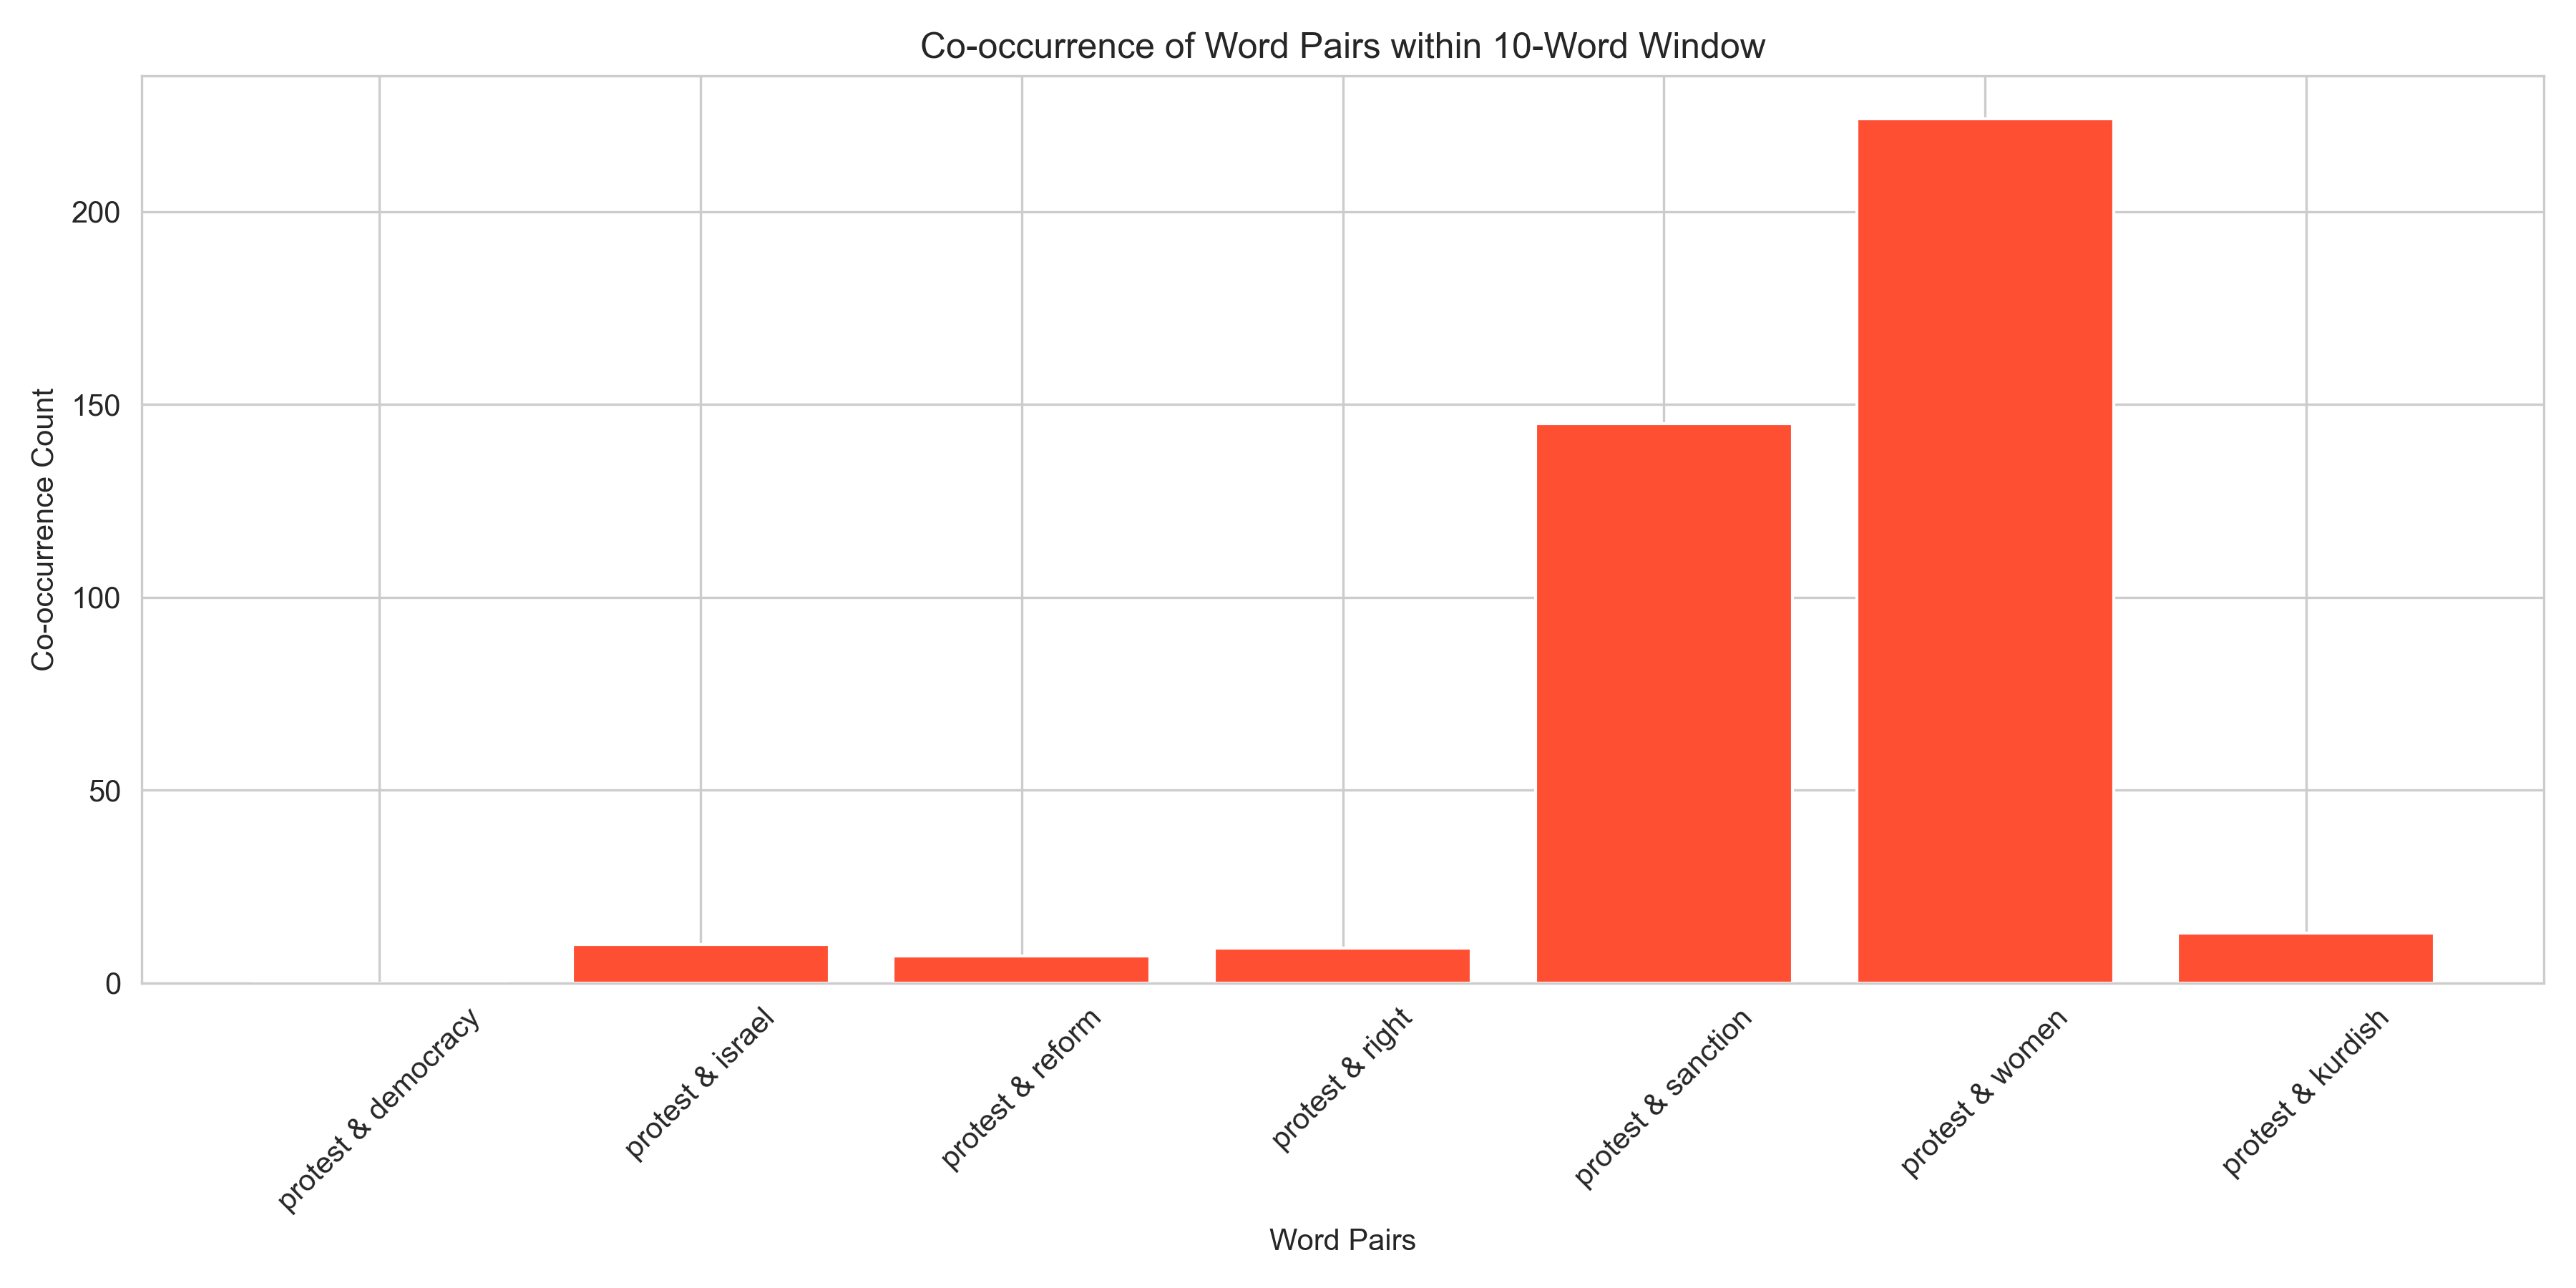 Co-occurrence of Word Pairs within 10-Word Window
Co-occurrence Count
200
150
100
50
0
protest & democracy
protest & israel
protest & reform
protest & right
protest & sanction
protest & women
protest & kurdish
Word Pairs